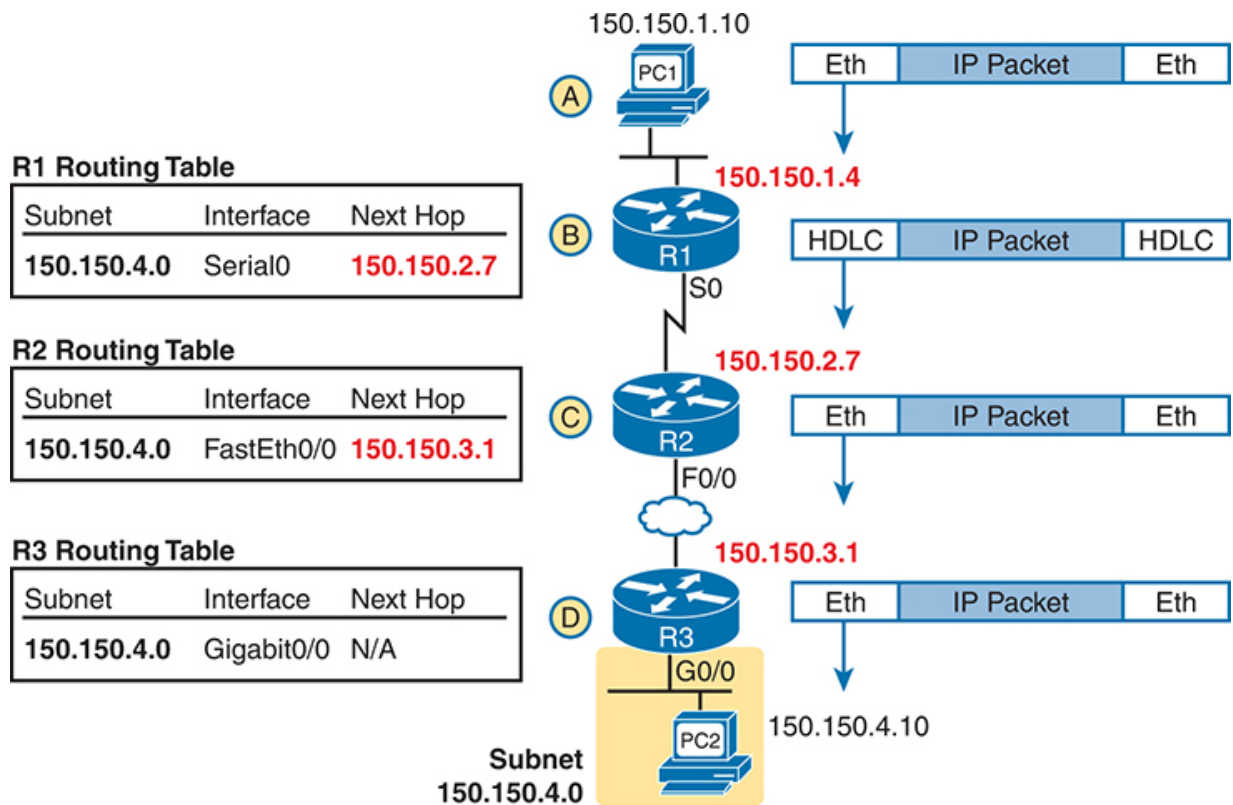 150.150.1.10
PC1
Eth IP Packet Eth
A
R1 Routing Table
150.150.1.4
Subnet Interface Next Hop
150.150.4.0 Serial0 150.150.2.7
B
R1
HDLC IP Packet HDLC
S0
R2 Routing Table
150.150.2.7
Subnet Interface Next Hop
150.150.4.0 FastEth0/0 150.150.3.1
C
R2
Eth IP Packet Eth
F0/0
R3 Routing Table
150.150.3.1
Subnet Interface Next Hop
150.150.4.0 Gigabit0/0 N/A
D
R3
Eth IP Packet Eth
G0/0
PC2
150.150.4.10
Subnet
150.150.4.0